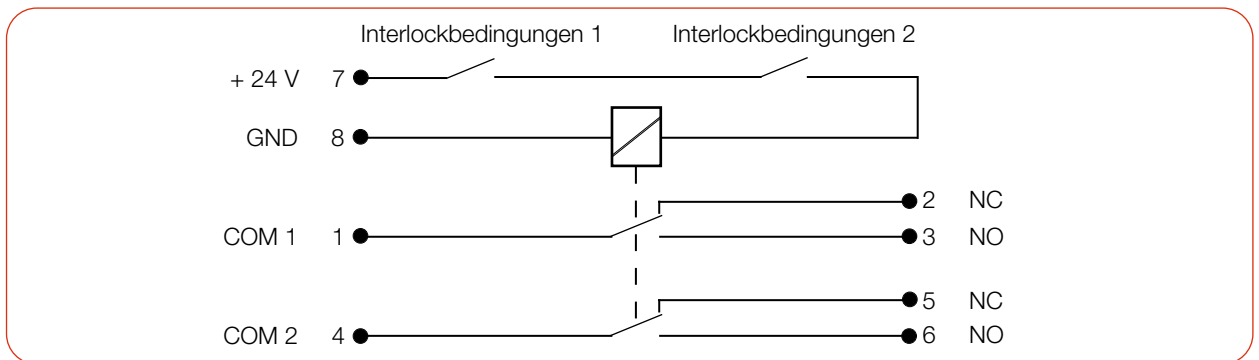 Interlockbedingungen 1 Interlockbedingungen 2
+ 24 V 7
GND 8
2 NC
COM 1 1 3 NO
5 NC
COM 2 4 6 NO